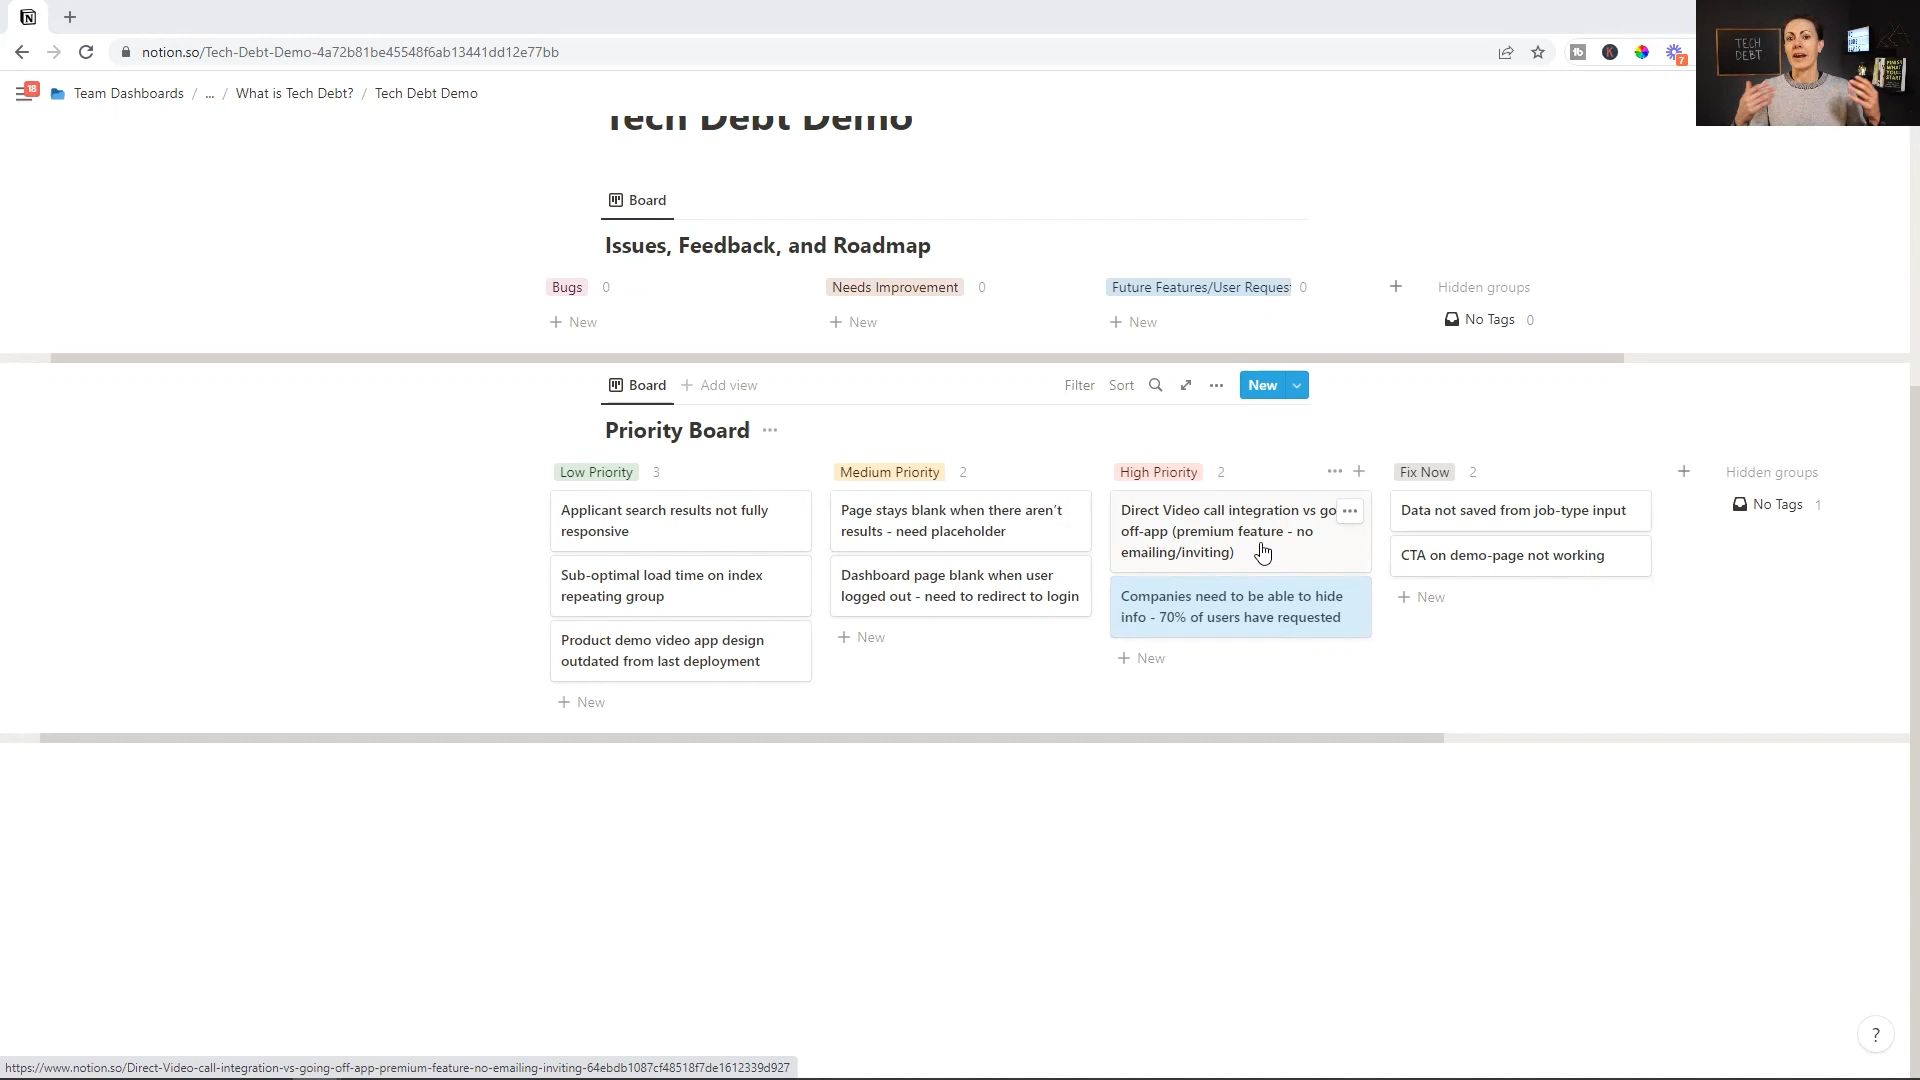 notion.so/Tech-Debt-Demo-4a72b81be45548f6ab13441dd12e77bb
7
TECH
DEBT
FINISH
WHAT
YOU
START
18
Team Dashboards / ... / What is Tech Debt? / Tech Debt Demo
Tech Debt Demo
Board
Issues, Feedback, and Roadmap
Bugs 0
Needs Improvement 0
Future Features/User Reques 0
Hidden groups
+ New
+ New
+ New
No Tags 0
Board + Add view
Filter Sort
New
Priority Board
Low Priority 3
Medium Priority 2
High Priority 2
Fix Now 2
Hidden groups
Applicant search results not fully
responsive
Sub-optimal load time on index
repeating group
Product demo video app design
outdated from last deployment
+ New
Page stays blank when there aren't
results - need placeholder
Dashboard page blank when user
logged out - need to redirect to login
+ New
Direct Video call integration vs go
off-app (premium feature - no
emailing/inviting)
Companies need to be able to hide
info - 70% of users have requested
+ New
Data not saved from job-type input
CTA on demo-page not working
+ New
No Tags 1
?
https://www.notion.so/Direct-Video-call-integration-vs-going-off-app-premium-feature-no-emailing-inviting-64ebdb1087cf48518f7de1612339d927